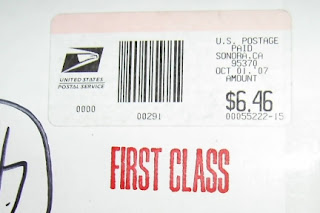 U.S. POSTAGE
PAID
SONORA,CA
95370
OCT 01,'07
AMOUNT
$6.46
00055222-15
UNITED STATES
POSTAL SERVICE
0000
00291
FIRST CLASS